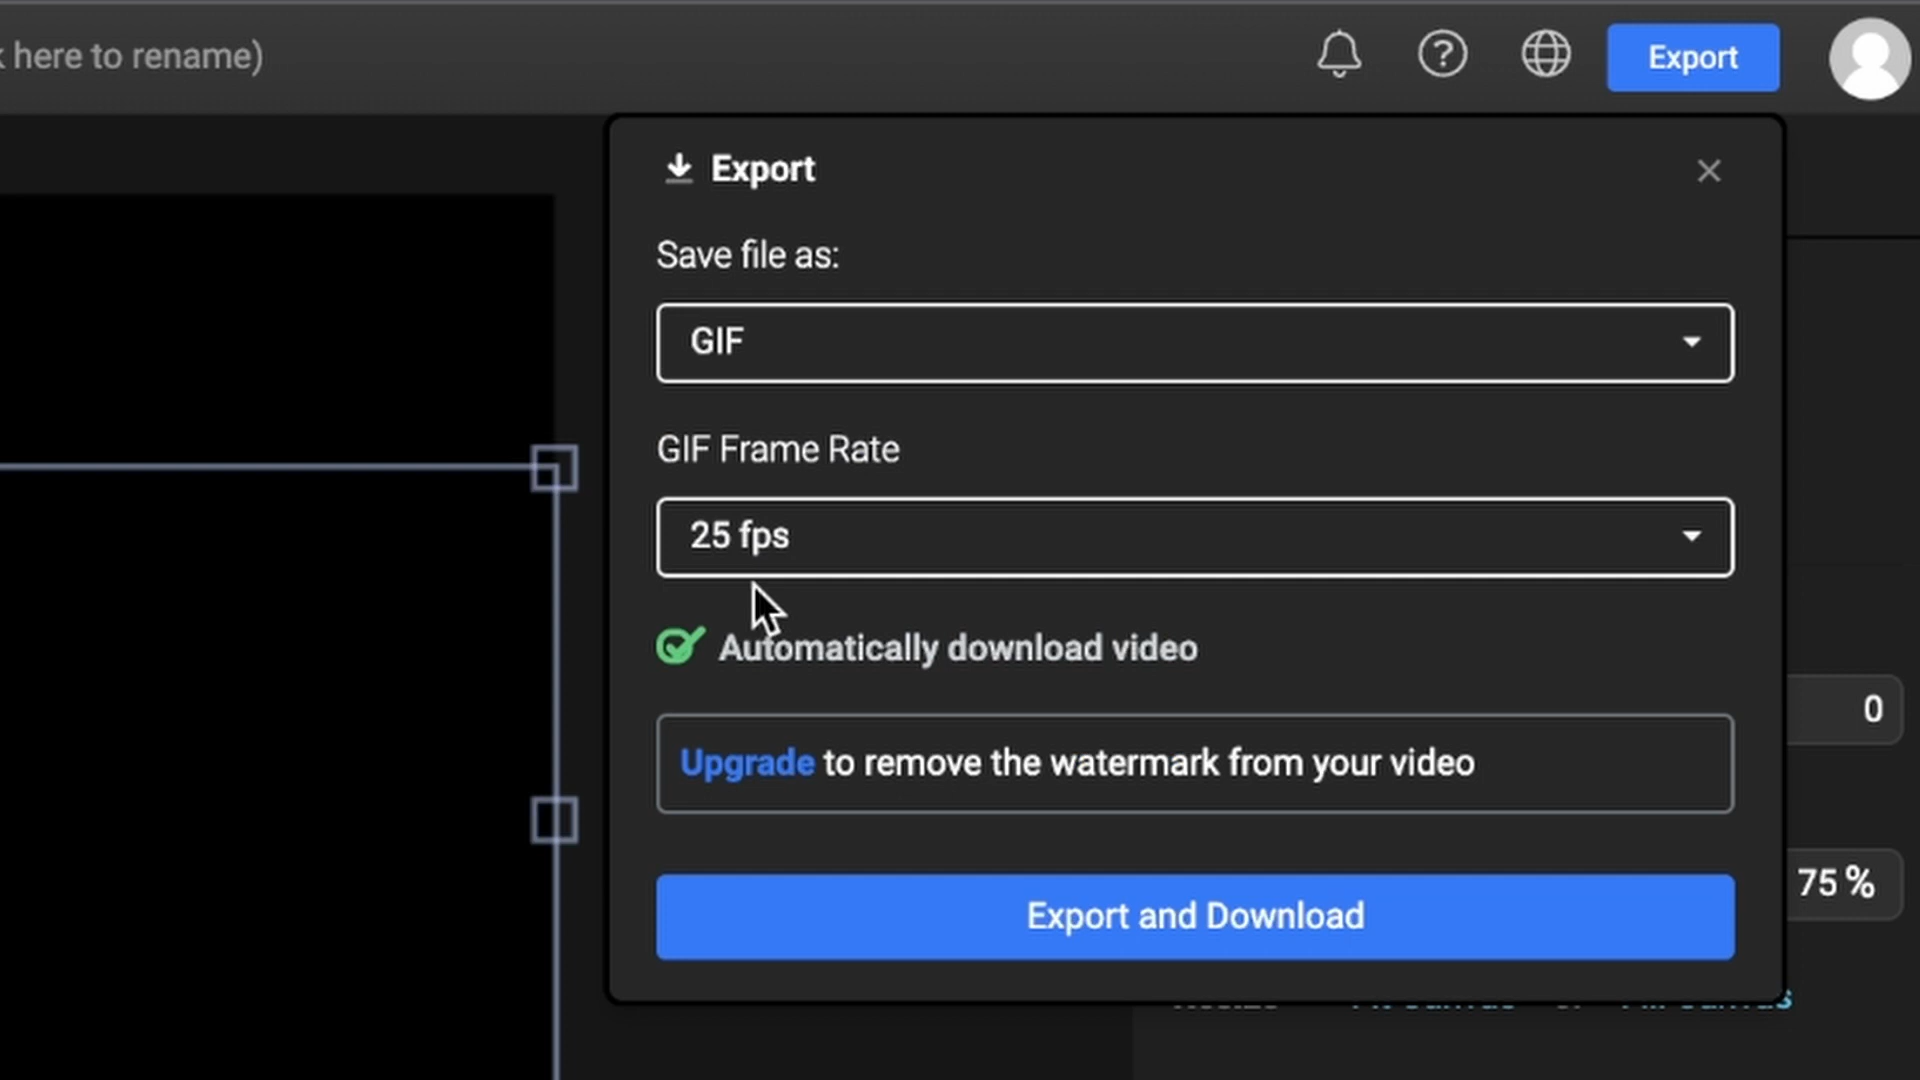 here to rename)
Export
Export
Save file as:
GIF
GIF Frame Rate
25 fps
Automatically download video
0
Upgrade to remove the watermark from your video
75 %
Export and Download